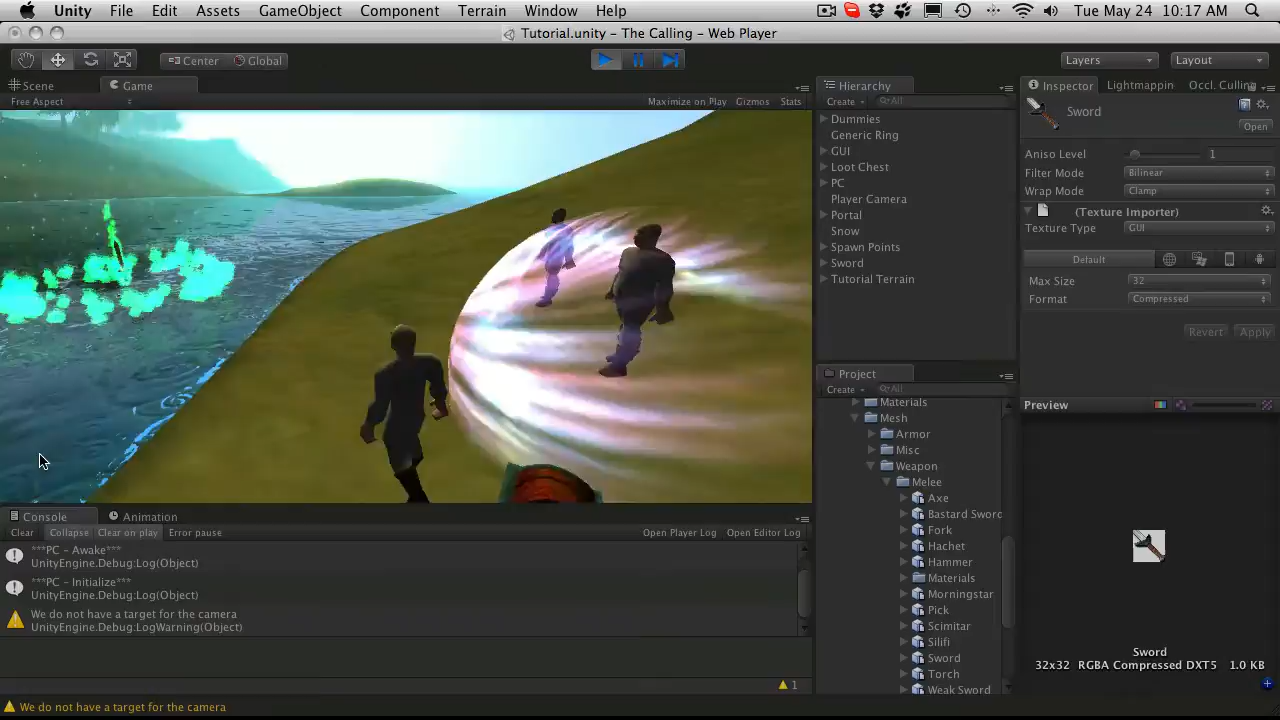 Unity File Edit Assets GameObject Component Terrain Window Help Tue May 24 10:17 AM
Tutorial.unity - The Calling - Web Player
Center Global Layers Layout
Scene Game
Free Aspect Maximize on Play Gizmos Stats
Hierarchy
Create All
Dummies
Generic Ring
GUI
Loot Chest
PC
Player Camera
Portal
Snow
Spawn Points
Sword
Tutorial Terrain
Project
Create All
Materials
Mesh
Armor
Misc
Weapon
Melee
Axe
Bastard Sword
Fork
Hachet
Hammer
Materials
Morningstar
Pick
Scimitar
Silifi
Sword
Torch
Weak Sword
Inspector Lightmappin Occl. Culling
Sword
Open
Aniso Level 1
Filter Mode Bilinear
Wrap Mode Clamp
(Texture Importer)
Texture Type GUI
Default
Max Size 32
Format Compressed
Revert Apply
Preview
Sword
32x32 RGBA Compressed DXT5 1.0 KB
Console Animation
Clear Collapse Clear on play Error pause Open Player Log Open Editor Log
***PC - Awake***
UnityEngine.Debug:Log(Object)
***PC - Initialize***
UnityEngine.Debug:Log(Object)
We do not have a target for the camera
UnityEngine.Debug:LogWarning(Object)
1
We do not have a target for the camera